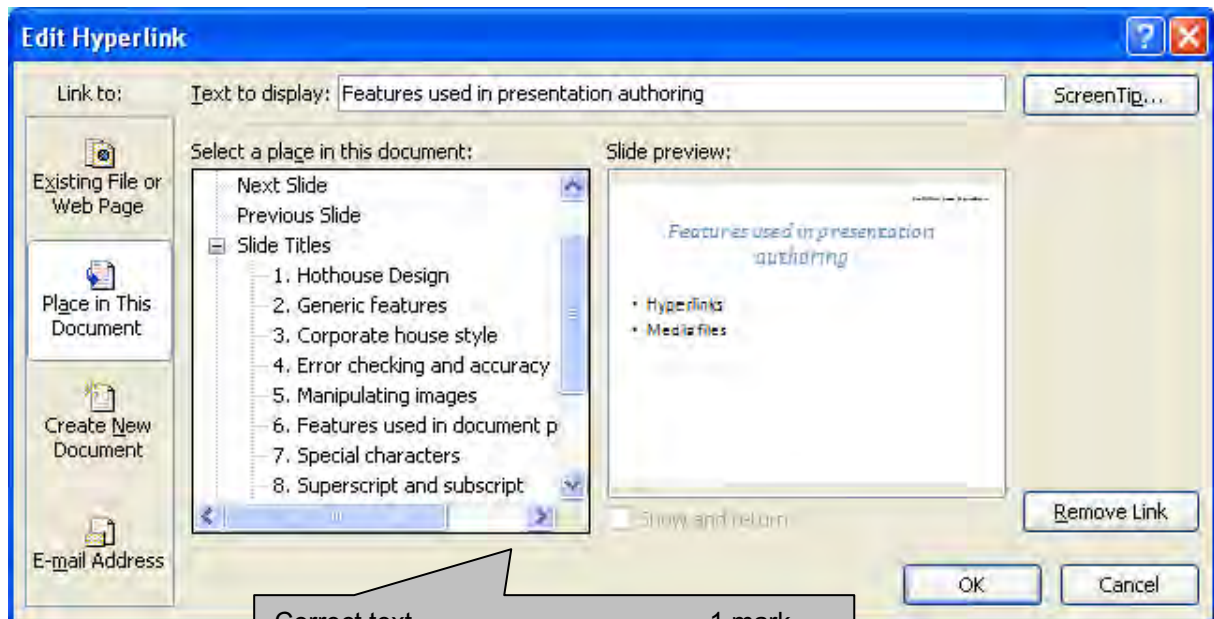 Edit Hyperlink
Link to:
Text to display: Features used in presentation authoring
ScreenTip...
Existing File or
Web Page
Place in This
Document
Create New
Document
E-mail Address
Select a place in this document:
Next Slide
Previous Slide
Slide Titles
1. Hothouse Design
2. Generic features
3. Corporate house style
4. Error checking and accuracy
5. Manipulating images
6. Features used in document p
7. Special characters
8. Superscript and subscript
Slide preview:
Features used in presentation
authoring
• Hyperlinks
• Media files
Show and return
Remove Link
OK
Cancel
Correct text 1 mark